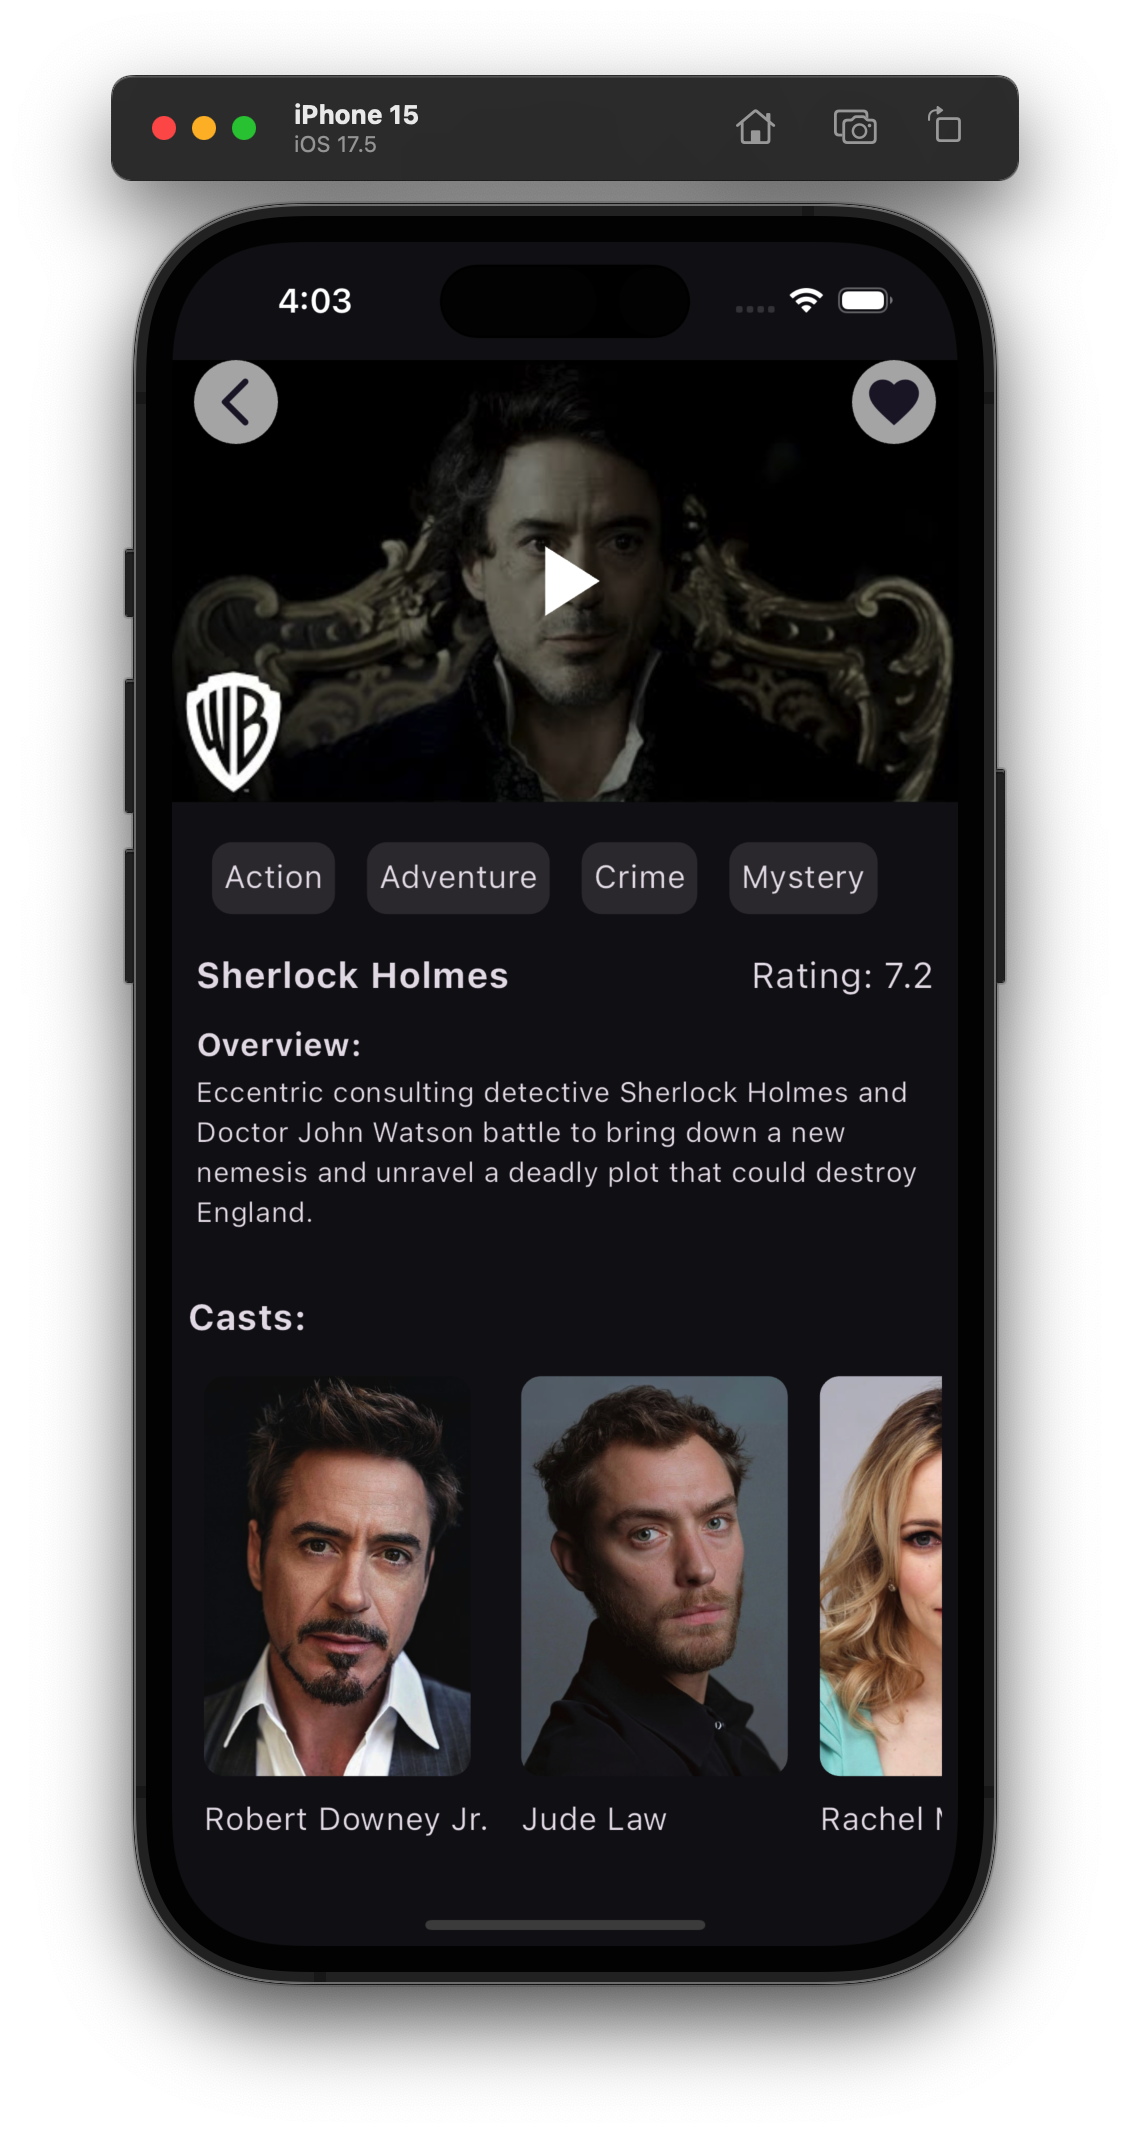 iPhone 15
iOS 17.5
4:03
WB
Action Adventure Crime Mystery
Sherlock Holmes Rating: 7.2
Overview:
Eccentric consulting detective Sherlock Holmes and
Doctor John Watson battle to bring down a new
nemesis and unravel a deadly plot that could destroy
England.
Casts:
Robert Downey Jr. Jude Law Rachel